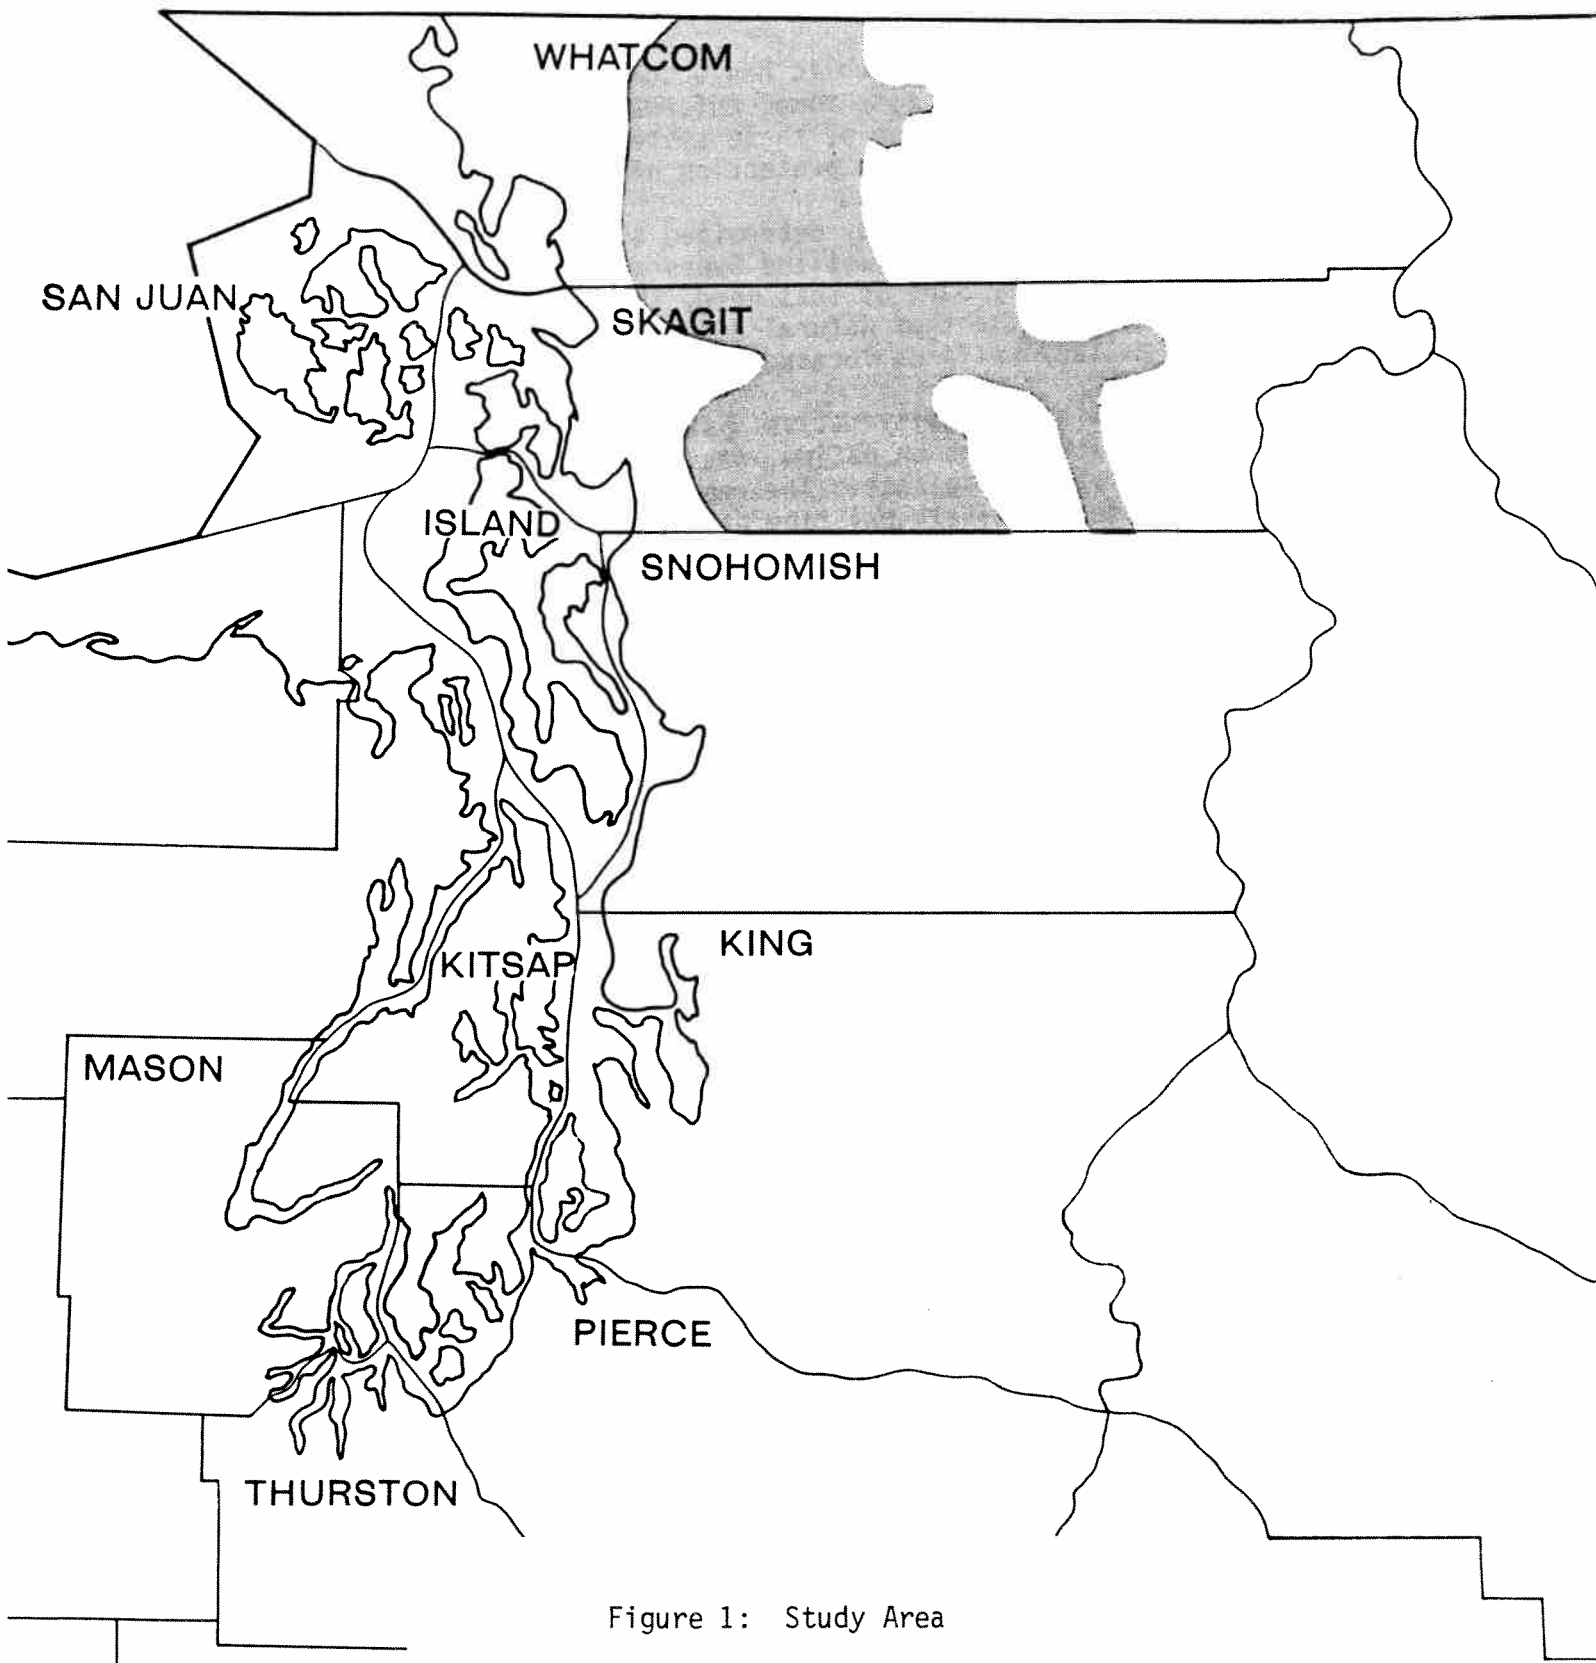 WHATCOM
SAN JUAN
SKAGIT
ISLAND
SNOHOMISH
KING
KITSAP
MASON
PIERCE
THURSTON
Figure 1: Study Area